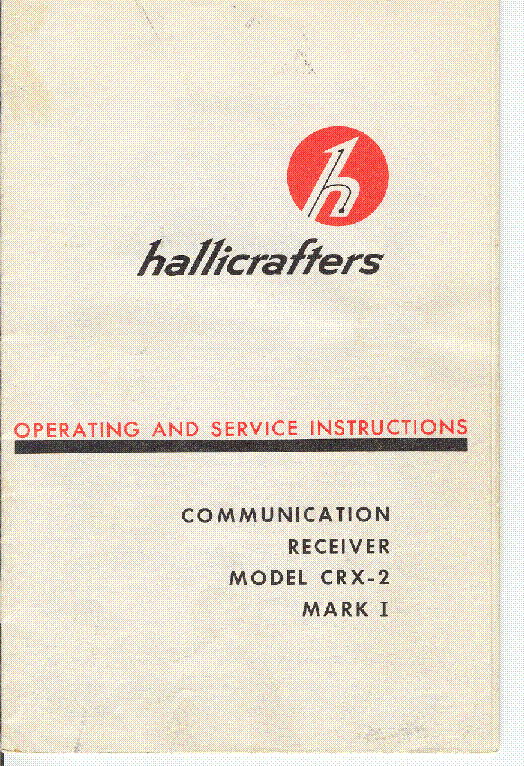 h
hallicrafters
OPERATING AND SERVICE INSTRUCTIONS
COMMUNICATION
RECEIVER
MODEL CRX-2
MARK I